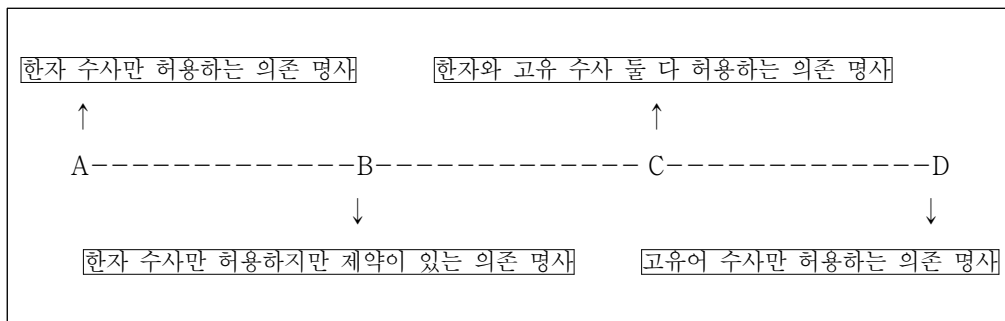 한자 수사만 허용하는 의존 명사 한자와 고유 수사 둘 다 허용하는 의존 명사
↑ ↑
A-------------B-------------C-------------D
↓ ↓
한자 수사만 허용하지만 제약이 있는 의존 명사 고유어 수사만 허용하는 의존 명사